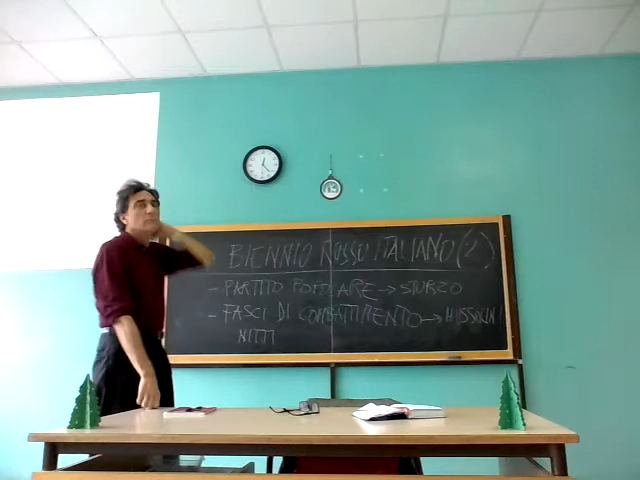 BIENNIO ROSSO ITALIANO (2)
- PARTITO POPOLARE → STURZO
- FASCI DI COMBATTIMENTO → MUSSOLINI
NITTI